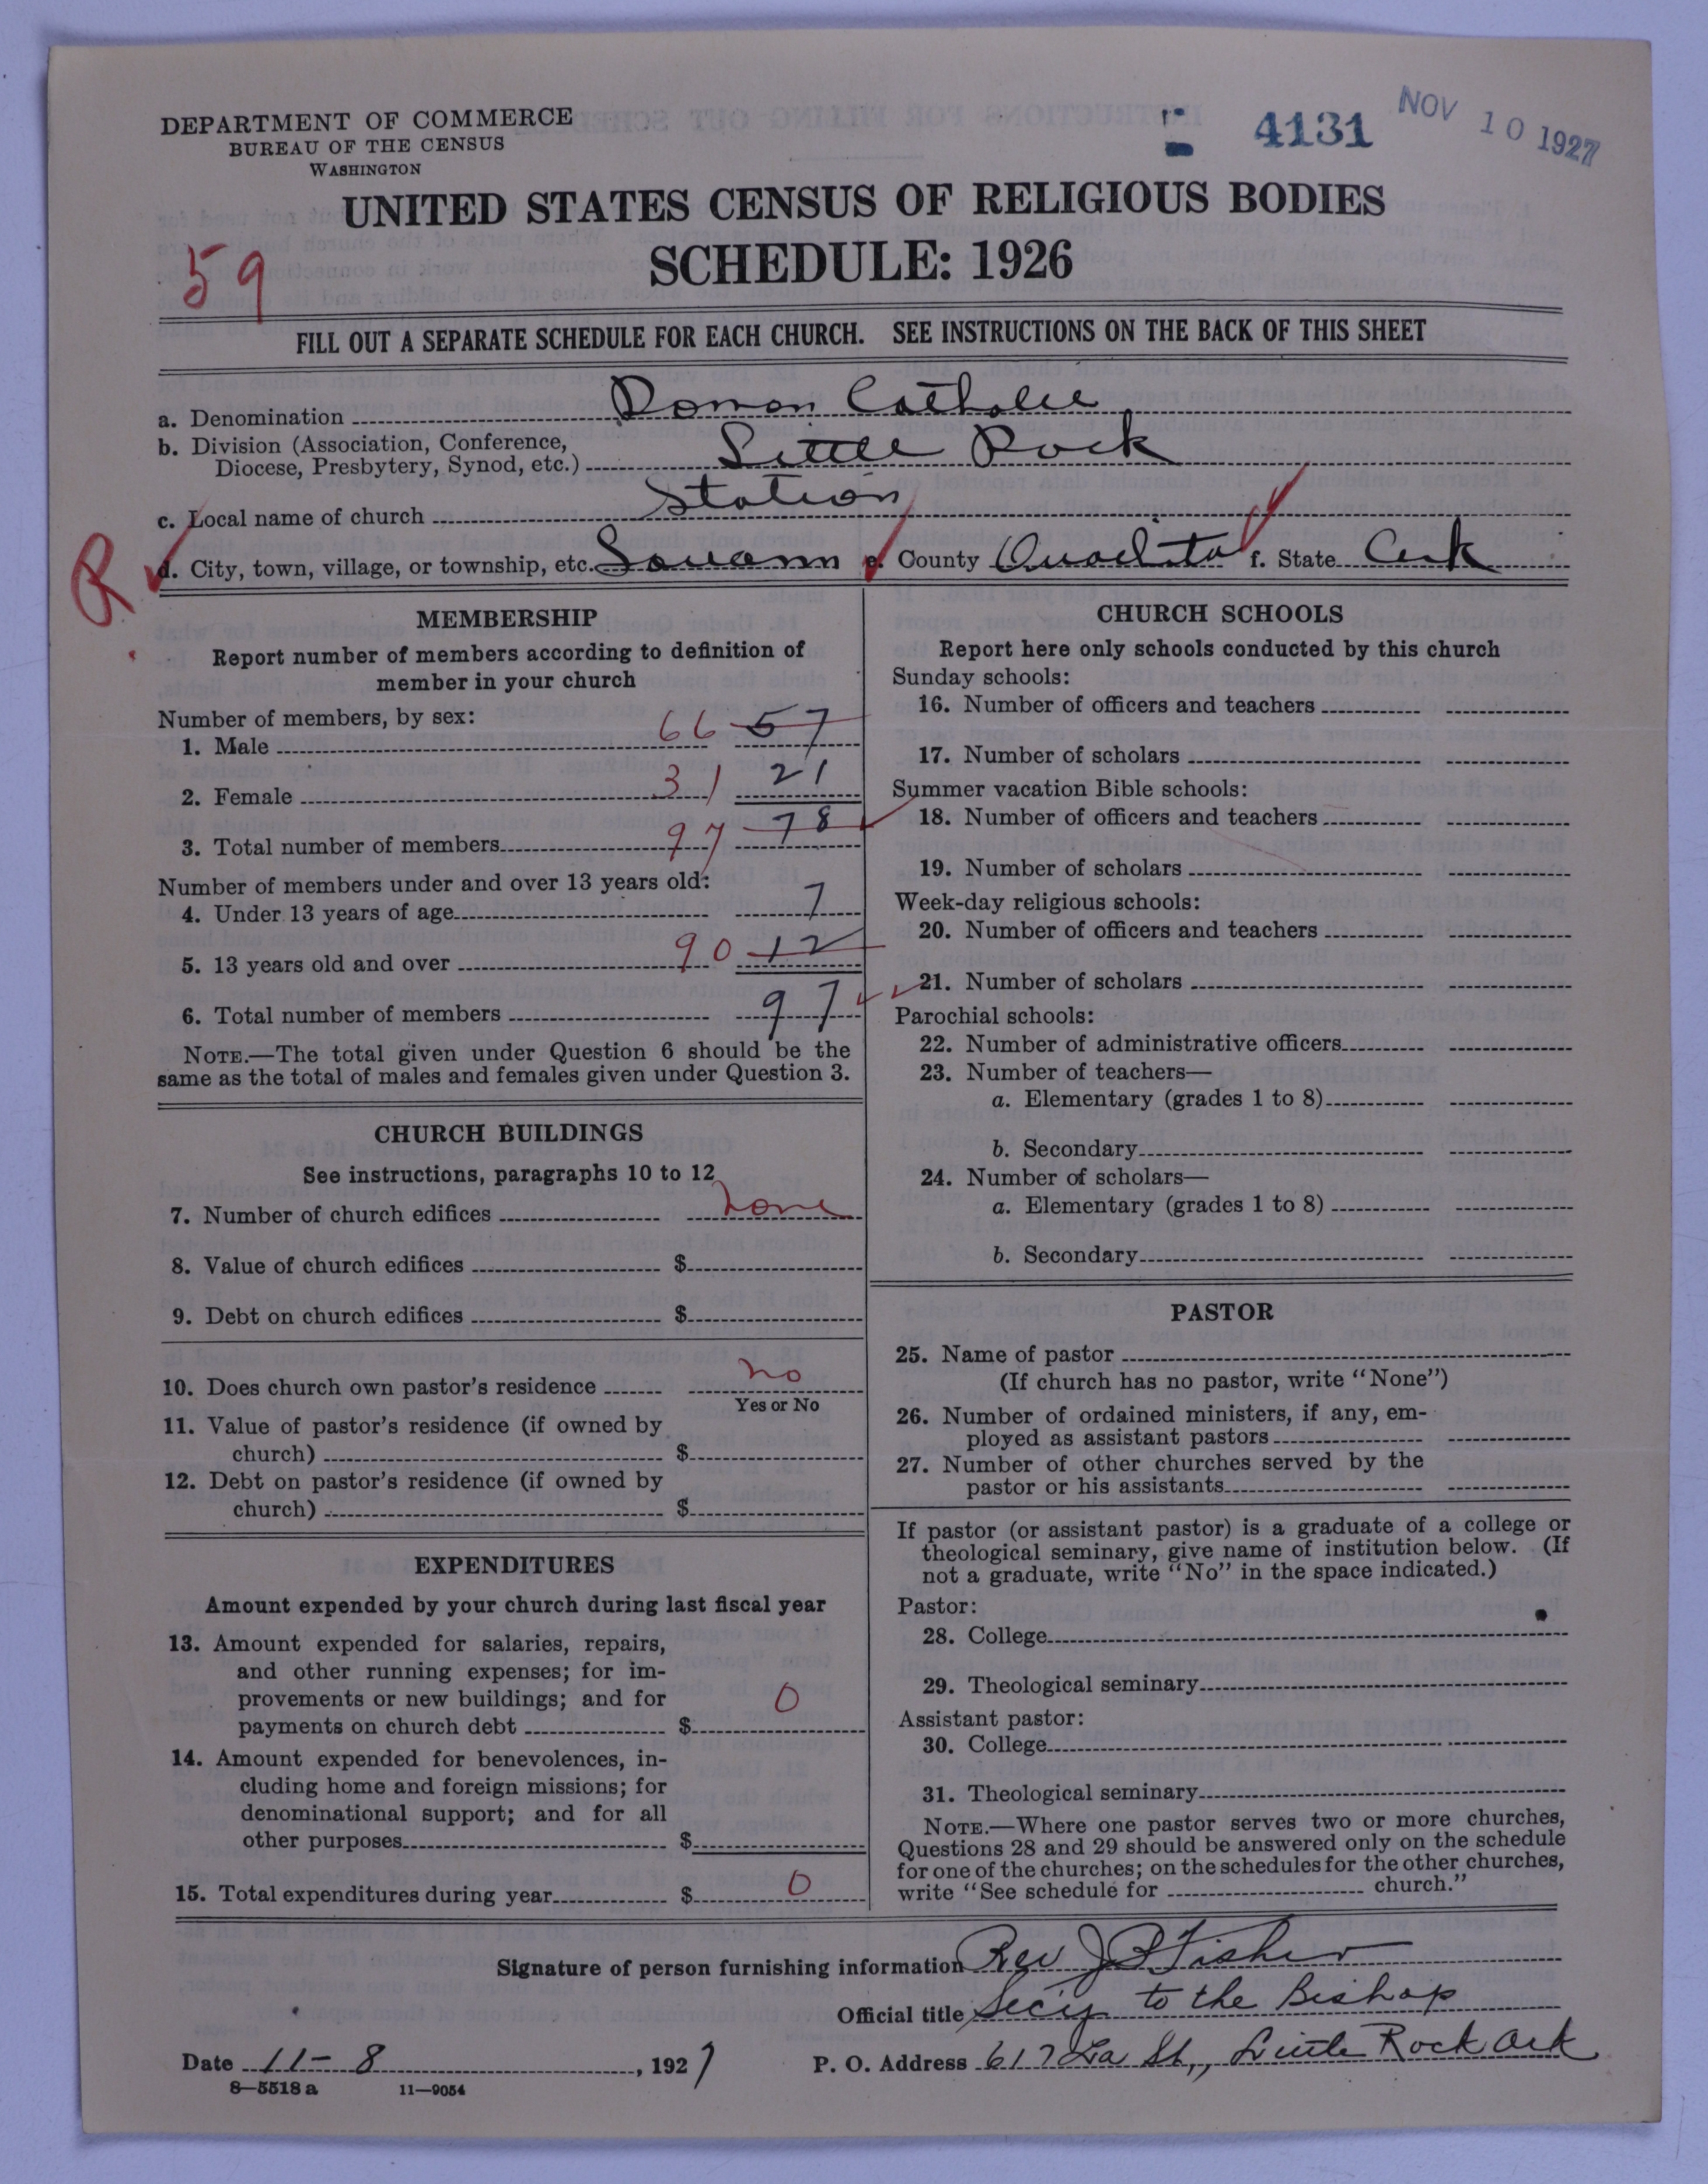 DEPARTMENT OF COMMERCE
BUREAU OF THE CENSUS
WASHINGTON
4131
NOV 10 1927
UNITED STATES CENSUS OF RELIGIOUS BODIES
SCHEDULE: 1926
59
FILL OUT A SEPARATE SCHEDULE FOR EACH CHURCH. SEE INSTRUCTIONS ON THE BACK OF THIS SHEET
a. Denomination Roman Catholic
b. Division (Association, Conference,
Diocese, Presbytery, Synod, etc.) Little Rock
c. Local name of church Station
R d. City, town, village, or township, etc. e. County Ouachita f. State Ark
MEMBERSHIP
Report number of members according to definition of
member in your church
Number of members, by sex:
1. Male 66 57
2. Female 31 21
3. Total number of members 97 78
Number of members under and over 13 years old:
4. Under 13 years of age 7
5. 13 years old and over 90 12
6. Total number of members 97
NOTE.—The total given under Question 6 should be the
same as the total of males and females given under Question 3.
CHURCH BUILDINGS
See instructions, paragraphs 10 to 12
7. Number of church edifices none
8. Value of church edifices $
9. Debt on church edifices $
10. Does church own pastor's residence no
Yes or No
11. Value of pastor's residence (if owned by
church) $
12. Debt on pastor's residence (if owned by
church) $
EXPENDITURES
Amount expended by your church during last fiscal year
13. Amount expended for salaries, repairs,
and other running expenses; for im-
provements or new buildings; and for
payments on church debt $ 0
14. Amount expended for benevolences, in-
cluding home and foreign missions; for
denominational support; and for all
other purposes $
15. Total expenditures during year $ 0
CHURCH SCHOOLS
Report here only schools conducted by this church
Sunday schools:
16. Number of officers and teachers
17. Number of scholars
Summer vacation Bible schools:
18. Number of officers and teachers
19. Number of scholars
Week-day religious schools:
20. Number of officers and teachers
21. Number of scholars
Parochial schools:
22. Number of administrative officers
23. Number of teachers—
a. Elementary (grades 1 to 8)
b. Secondary
24. Number of scholars—
a. Elementary (grades 1 to 8)
b. Secondary
PASTOR
25. Name of pastor
(If church has no pastor, write "None")
26. Number of ordained ministers, if any, em-
ployed as assistant pastors
27. Number of other churches served by the
pastor or his assistants
If pastor (or assistant pastor) is a graduate of a college or
theological seminary, give name of institution below. (If
not a graduate, write "No" in the space indicated.)
Pastor:
28. College
29. Theological seminary
Assistant pastor:
30. College
31. Theological seminary
NOTE.—Where one pastor serves two or more churches,
Questions 28 and 29 should be answered only on the schedule
for one of the churches; on the schedules for the other churches,
write "See schedule for church."
Signature of person furnishing information Rev J P Fisher
Official title Sec'y to the Bishop
Date 11-8, 1927 P. O. Address 617 La St., Little Rock Ark
8—5518 a 11—9054